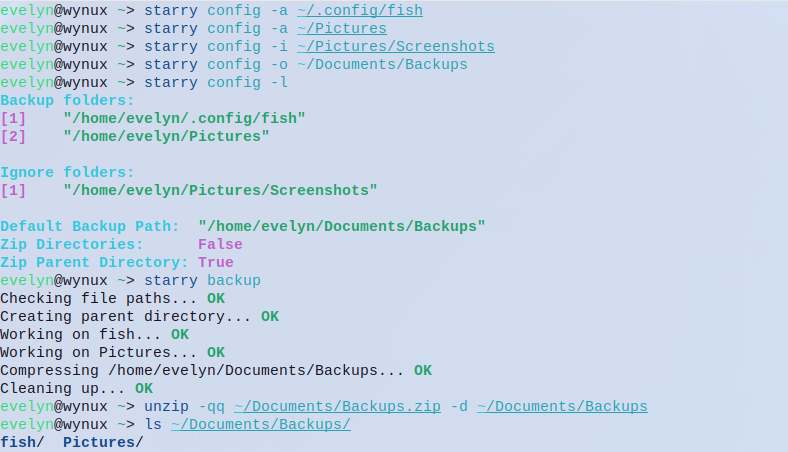 evelyn@wynux ~> starry config -a ~/.config/fish
evelyn@wynux ~> starry config -a ~/Pictures
evelyn@wynux ~> starry config -i ~/Pictures/Screenshots
evelyn@wynux ~> starry config -o ~/Documents/Backups
evelyn@wynux ~> starry config -l
Backup folders:
[1]    "/home/evelyn/.config/fish"
[2]    "/home/evelyn/Pictures"

Ignore folders:
[1]    "/home/evelyn/Pictures/Screenshots"

Default Backup Path:  "/home/evelyn/Documents/Backups"
Zip Directories:      False
Zip Parent Directory: True
evelyn@wynux ~> starry backup
Checking file paths... OK
Creating parent directory... OK
Working on fish... OK
Working on Pictures... OK
Compressing /home/evelyn/Documents/Backups... OK
Cleaning up... OK
evelyn@wynux ~> unzip -qq ~/Documents/Backups.zip -d ~/Documents/Backups
evelyn@wynux ~> ls ~/Documents/Backups/
fish/  Pictures/